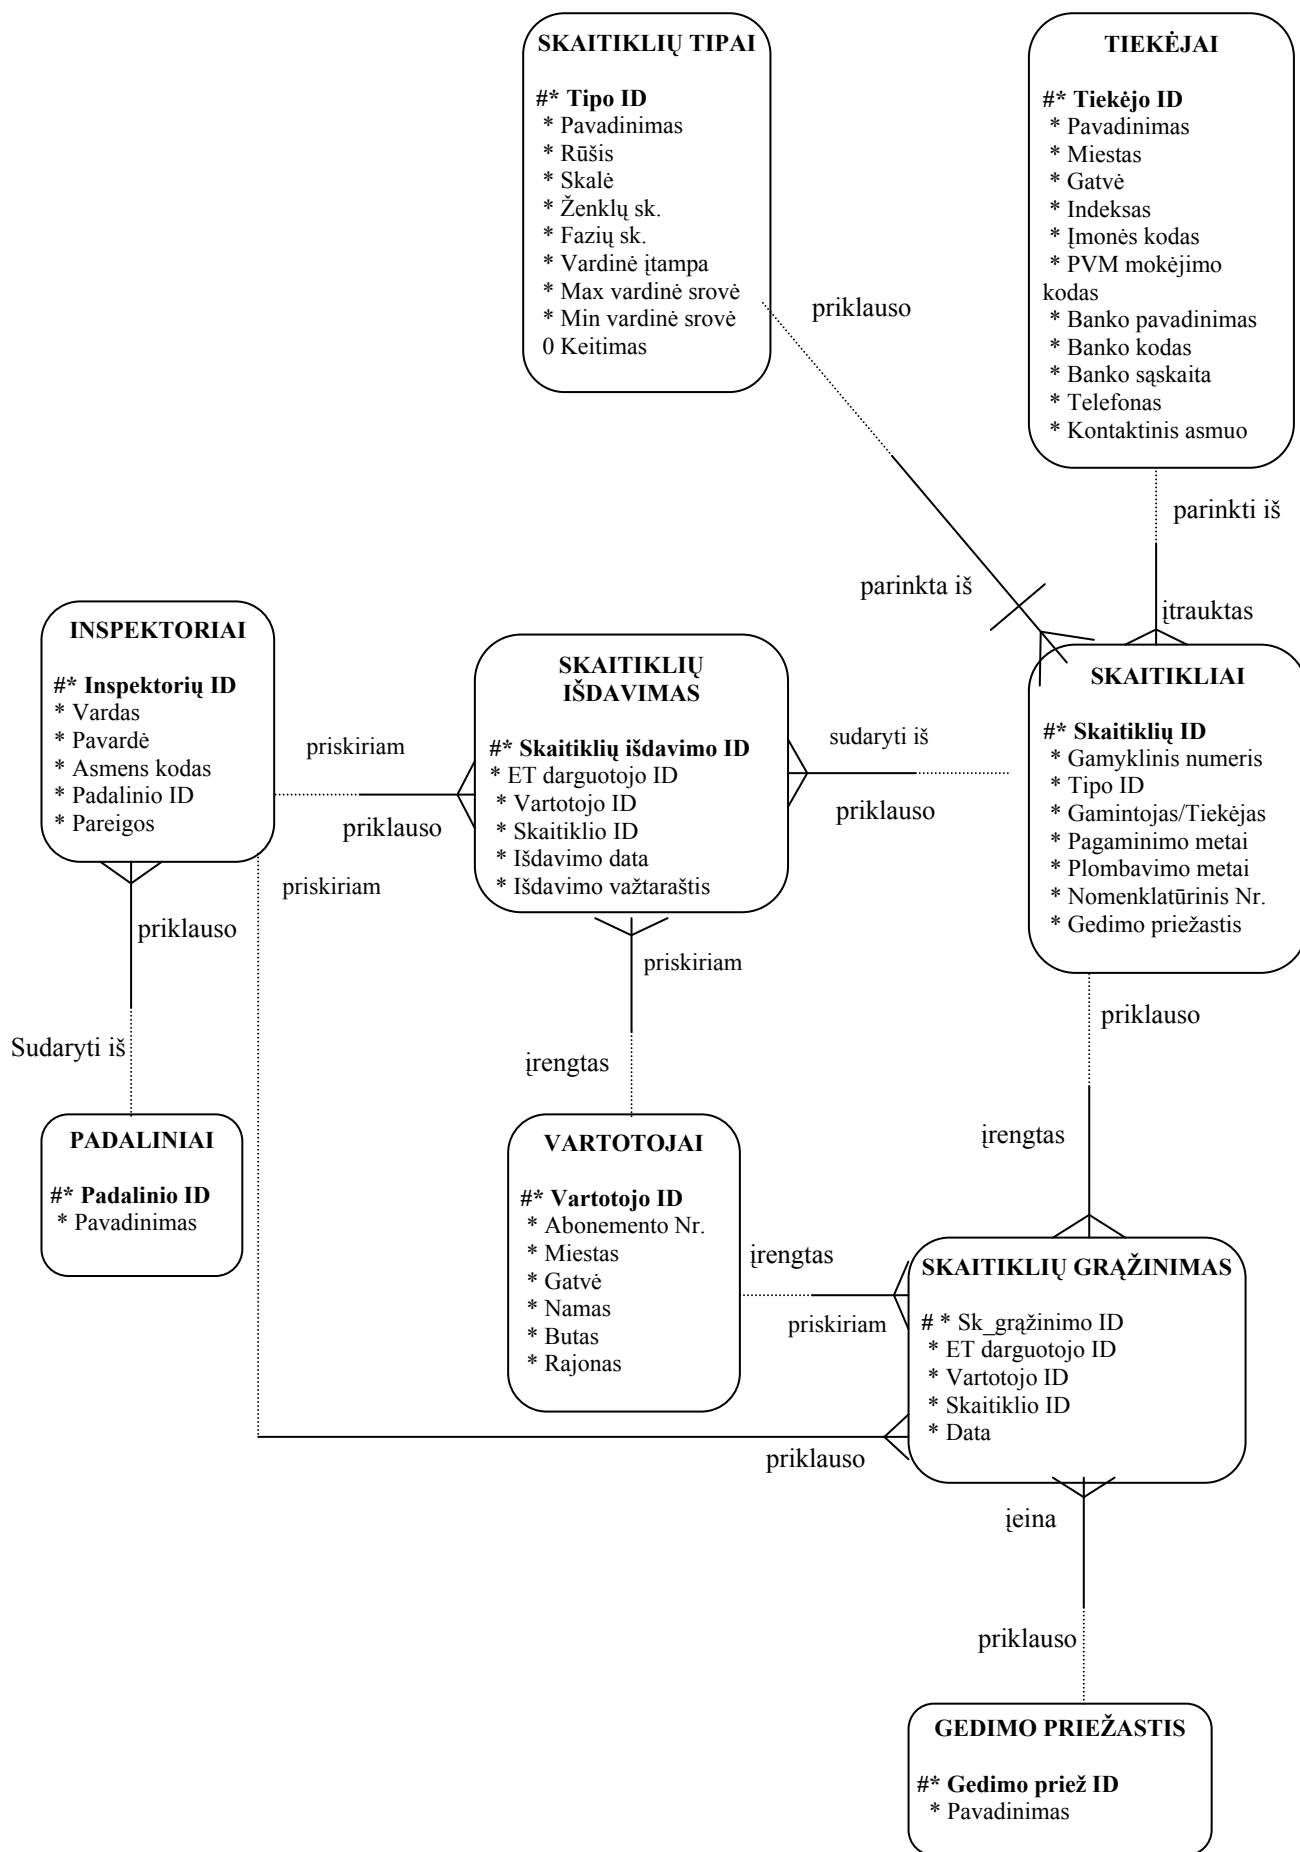 SKAITIKLIŲ TIPAI
#* Tipo ID
* Pavadinimas
* Rūšis
* Skalė
* Ženklų sk.
* Fazių sk.
* Vardinė įtampa
* Max vardinė srovė
* Min vardinė srovė
0 Keitimas
TIEKĖJAI
#* Tiekėjo ID
* Pavadinimas
* Miestas
* Gatvė
* Indeksas
* Įmonės kodas
* PVM mokėjimo
kodas
* Banko pavadinimas
* Banko kodas
* Banko sąskaita
* Telefonas
* Kontaktinis asmuo
priklauso
parinkti iš
parinkta iš
įtrauktas
INSPEKTORIAI
#* Inspektorių ID
* Vardas
* Pavardė
* Asmens kodas
* Padalinio ID
* Pareigos
priskiriam
priklauso
priskiriam
SKAITIKLIŲ
IŠDAVIMAS
#* Skaitiklių išdavimo ID
* ET darguotojo ID
* Vartotojo ID
* Skaitiklio ID
* Išdavimo data
* Išdavimo važtaraštis
sudaryti iš
priklauso
SKAITIKLIAI
#* Skaitiklių ID
* Gamyklinis numeris
* Tipo ID
* Gamintojas/Tiekėjas
* Pagaminimo metai
* Plombavimo metai
* Nomenklatūrinis Nr.
* Gedimo priežastis
priklauso
Sudaryti iš
priskiriam
įrengtas
priklauso
įrengtas
PADALINIAI
#* Padalinio ID
* Pavadinimas
VARTOTOJAI
#* Vartotojo ID
* Abonemento Nr.
* Miestas
* Gatvė
* Namas
* Butas
* Rajonas
įrengtas
priskiriam
SKAITIKLIŲ GRĄŽINIMAS
# * Sk_grąžinimo ID
* ET darguotojo ID
* Vartotojo ID
* Skaitiklio ID
* Data
priklauso
įeina
priklauso
GEDIMO PRIEŽASTIS
#* Gedimo priež ID
* Pavadinimas